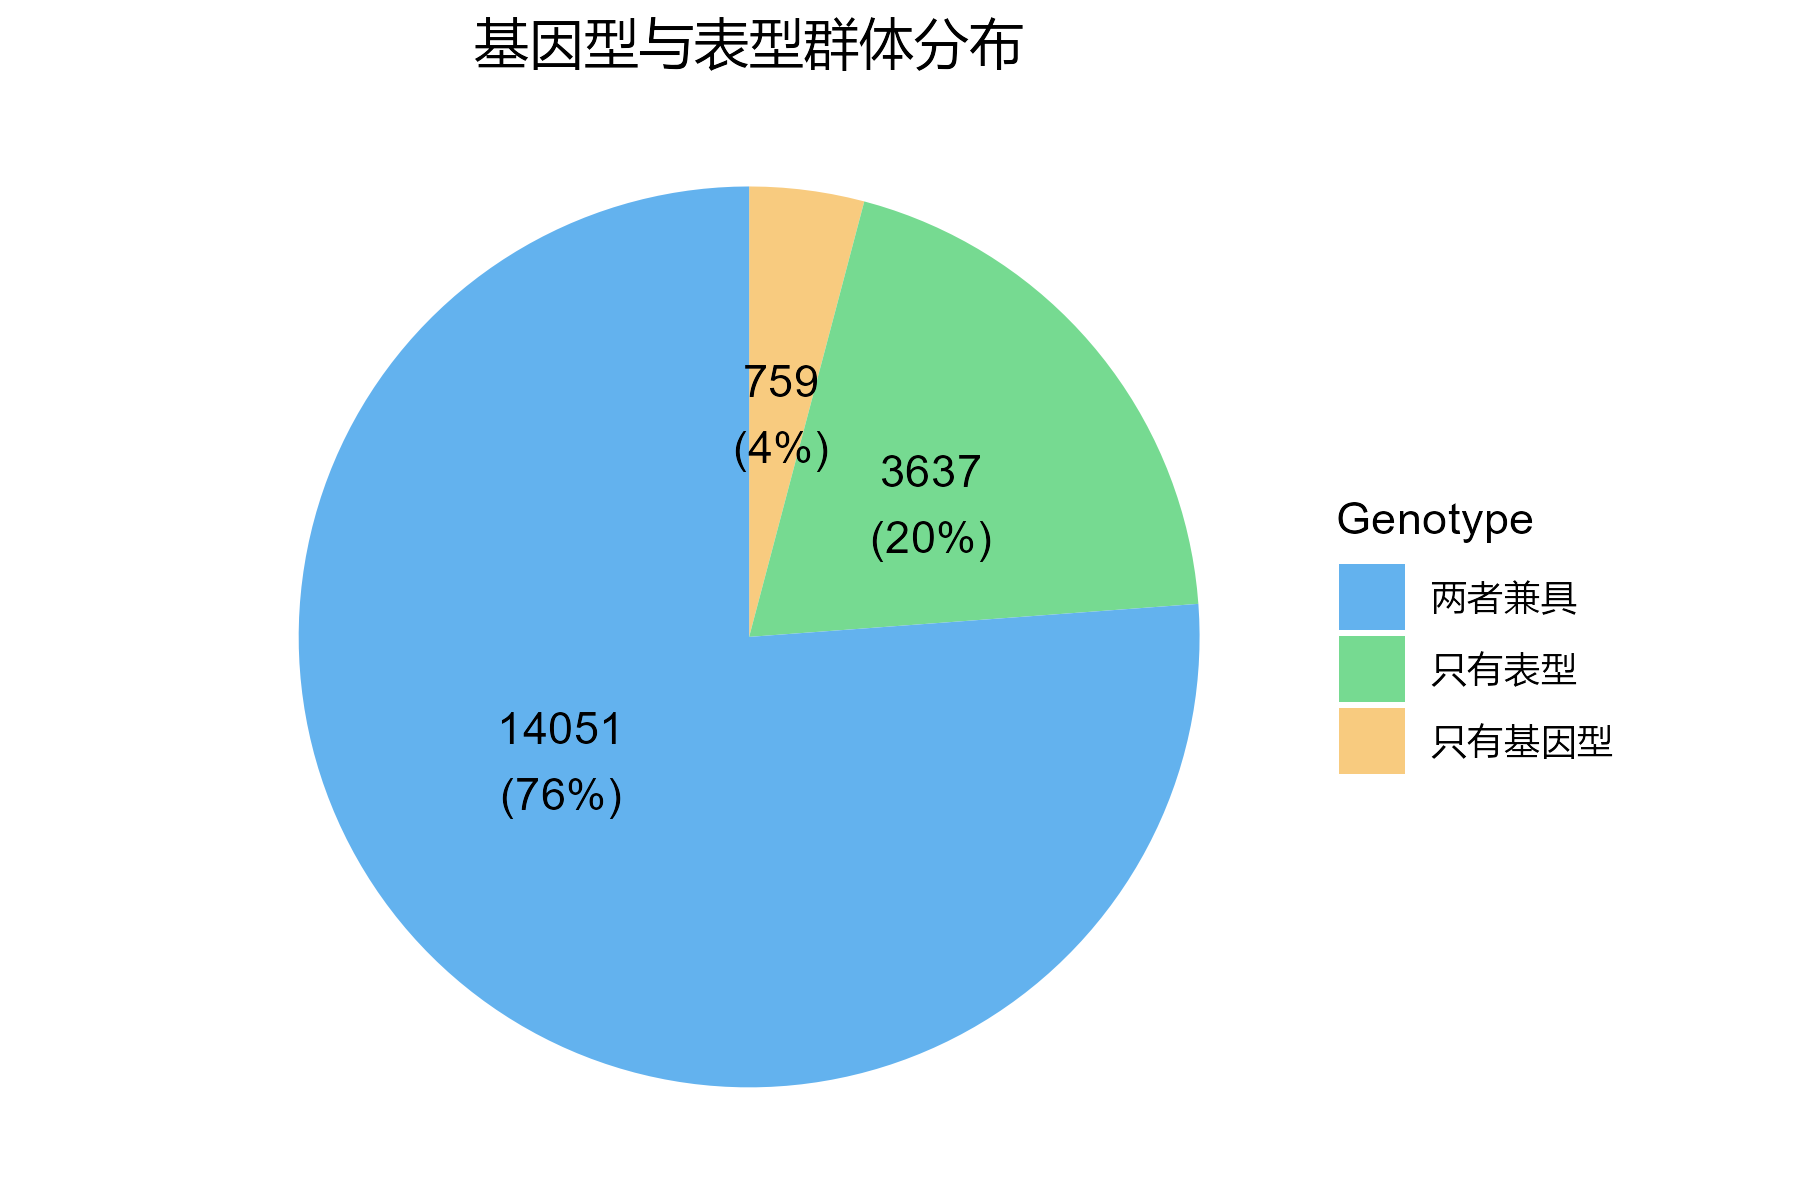 基因型与表型群体分布
759
(4%)
3637
(20%)
14051
(76%)
Genotype
两者兼具
只有表型
只有基因型